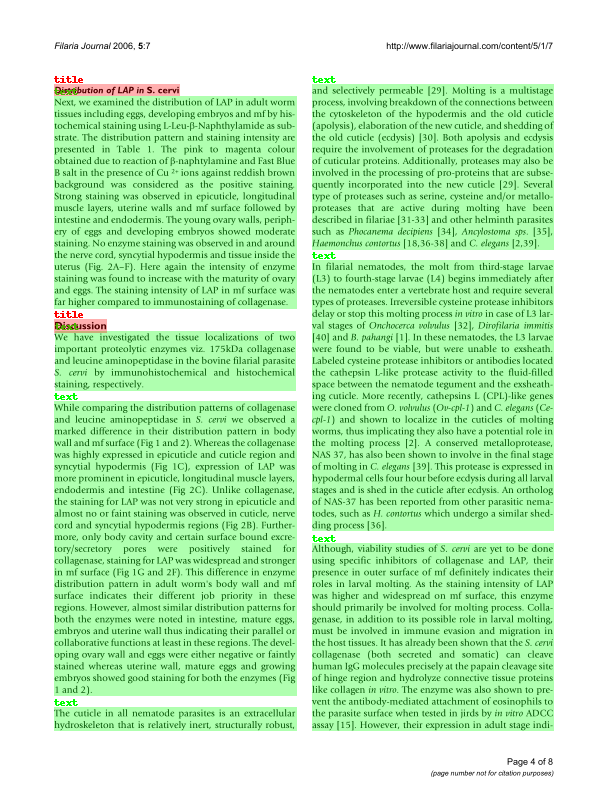 Filaria Journal 2006, 5:7
http://www.filariajournal.com/content/5/1/7
title
Distribution of LAP in S. cervi
text
Next, we examined the distribution of LAP in adult worm
tissues including eggs, developing embryos and mf by his-
tochemical staining using L-Leu-β-Naphthylamide as sub-
strate. The distribution pattern and staining intensity are
presented in Table 1. The pink to magenta colour
obtained due to reaction of β-naphtylamine and Fast Blue
B salt in the presence of Cu 2+ ions against reddish brown
background was considered as the positive staining.
Strong staining was observed in epicuticle, longitudinal
muscle layers, uterine walls and mf surface followed by
intestine and endodermis. The young ovary walls, periph-
ery of eggs and developing embryos showed moderate
staining. No enzyme staining was observed in and around
the nerve cord, syncytial hypodermis and tissue inside the
uterus (Fig. 2A–F). Here again the intensity of enzyme
staining was found to increase with the maturity of ovary
and eggs. The staining intensity of LAP in mf surface was
far higher compared to immunostaining of collagenase.
title
Discussion
text
We have investigated the tissue localizations of two
important proteolytic enzymes viz. 175kDa collagenase
and leucine aminopeptidase in the bovine filarial parasite
S. cervi by immunohistochemical and histochemical
staining, respectively.
text
While comparing the distribution patterns of collagenase
and leucine aminopeptidase in S. cervi we observed a
marked difference in their distribution pattern in body
wall and mf surface (Fig 1 and 2). Whereas the collagenase
was highly expressed in epicuticle and cuticle region and
syncytial hypodermis (Fig 1C), expression of LAP was
more prominent in epicuticle, longitudinal muscle layers,
endodermis and intestine (Fig 2C). Unlike collagenase,
the staining for LAP was not very strong in epicuticle and
almost no or faint staining was observed in cuticle, nerve
cord and syncytial hypodermis regions (Fig 2B). Further-
more, only body cavity and certain surface bound excre-
tory/secretory pores were positively stained for
collagenase, staining for LAP was widespread and stronger
in mf surface (Fig 1G and 2F). This difference in enzyme
distribution pattern in adult worm's body wall and mf
surface indicates their different job priority in these
regions. However, almost similar distribution patterns for
both the enzymes were noted in intestine, mature eggs,
embryos and uterine wall thus indicating their parallel or
collaborative functions at least in these regions. The devel-
oping ovary wall and eggs were either negative or faintly
stained whereas uterine wall, mature eggs and growing
embryos showed good staining for both the enzymes (Fig
1 and 2).
text
The cuticle in all nematode parasites is an extracellular
hydroskeleton that is relatively inert, structurally robust,
text
and selectively permeable [29]. Molting is a multistage
process, involving breakdown of the connections between
the cytoskeleton of the hypodermis and the old cuticle
(apolysis), elaboration of the new cuticle, and shedding of
the old cuticle (ecdysis) [30]. Both apolysis and ecdysis
require the involvement of proteases for the degradation
of cuticular proteins. Additionally, proteases may also be
involved in the processing of pro-proteins that are subse-
quently incorporated into the new cuticle [29]. Several
type of proteases such as serine, cysteine and/or metallo-
proteases that are active during molting have been
described in filariae [31-33] and other helminth parasites
such as Phocanema decipiens [34], Ancylostoma sps. [35],
Haemonchus contortus [18,36-38] and C. elegans [2,39].
text
In filarial nematodes, the molt from third-stage larvae
(L3) to fourth-stage larvae (L4) begins immediately after
the nematodes enter a vertebrate host and require several
types of proteases. Irreversible cysteine protease inhibitors
delay or stop this molting process in vitro in case of L3 lar-
val stages of Onchocerca volvulus [32], Dirofilaria immitis
[40] and B. pahangi [1]. In these nematodes, the L3 larvae
were found to be viable, but were unable to exsheath.
Labeled cysteine protease inhibitors or antibodies located
the cathepsin L-like protease activity to the fluid-filled
space between the nematode tegument and the exsheath-
ing cuticle. More recently, cathepsins L (CPL)-like genes
were cloned from O. volvulus (Ov-cpl-1) and C. elegans (Ce-
cpl-1) and shown to localize in the cuticles of molting
worms, thus implicating they also have a potential role in
the molting process [2]. A conserved metalloprotease,
NAS 37, has also been shown to involve in the final stage
of molting in C. elegans [39]. This protease is expressed in
hypodermal cells four hour before ecdysis during all larval
stages and is shed in the cuticle after ecdysis. An ortholog
of NAS-37 has been reported from other parasitic nema-
todes, such as H. contortus which undergo a similar shed-
ding process [36].
text
Although, viability studies of S. cervi are yet to be done
using specific inhibitors of collagenase and LAP, their
presence in outer surface of mf definitely indicates their
roles in larval molting. As the staining intensity of LAP
was higher and widespread on mf surface, this enzyme
should primarily be involved for molting process. Colla-
genase, in addition to its possible role in larval molting,
must be involved in immune evasion and migration in
the host tissues. It has already been shown that the S. cervi
collagenase (both secreted and somatic) can cleave
human IgG molecules precisely at the papain cleavage site
of hinge region and hydrolyze connective tissue proteins
like collagen in vitro. The enzyme was also shown to pre-
vent the antibody-mediated attachment of eosinophils to
the parasite surface when tested in jirds by in vitro ADCC
assay [15]. However, their expression in adult stage indi-
Page 4 of 8
(page number not for citation purposes)